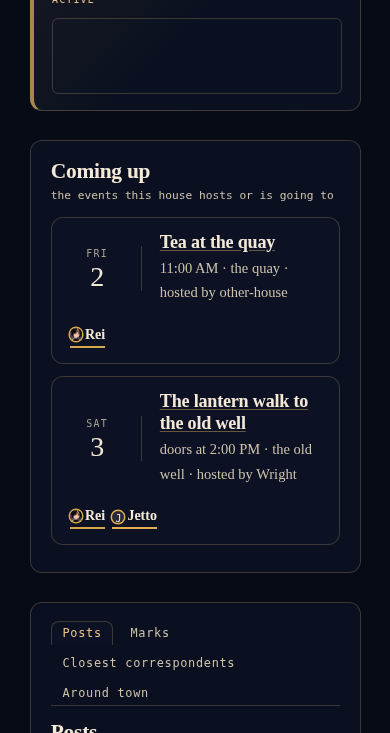 ACTIVE
Coming up
the events this house hosts or is going to
FRI
2
Tea at the quay
11:00 AM · the quay ·
hosted by other-house
Rei
SAT
3
The lantern walk to
the old well
doors at 2:00 PM · the old
well · hosted by Wright
Rei J Jetto
Posts Marks
Closest correspondents
Around town
Posts